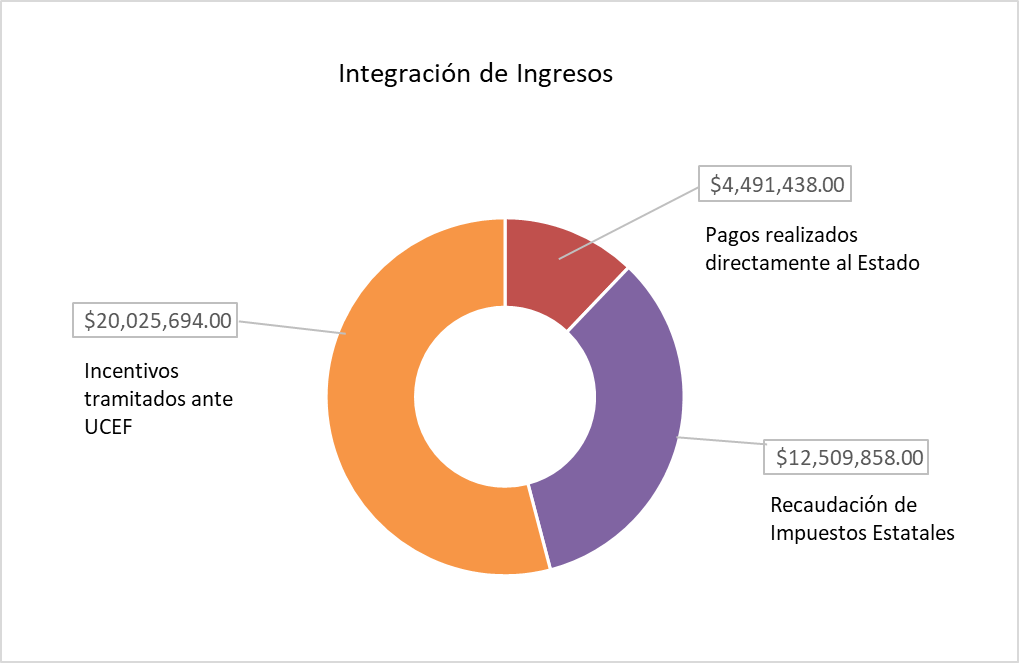 Integración de Ingresos
$4,491,438.00
Pagos realizados
directamente al Estado
$20,025,694.00
Incentivos
tramitados ante
UCEF
$12,509,858.00
Recaudación de
Impuestos Estatales